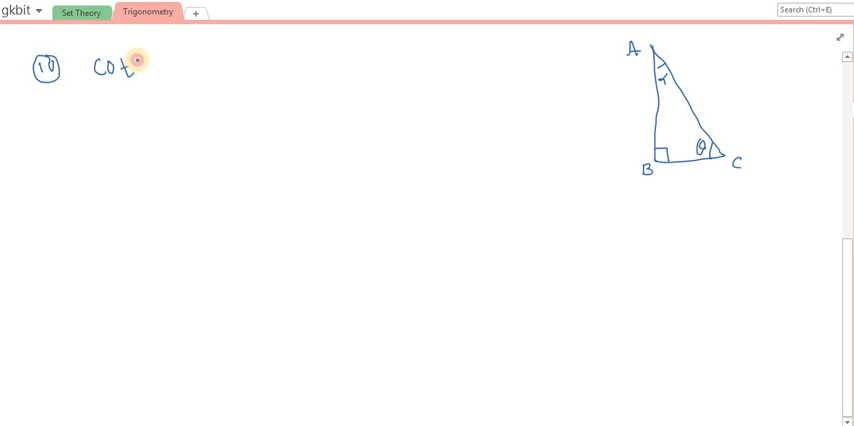 gkbit
Set Theory
Trigonometry
+
Search (Ctrl+E)
10 cot
A
α
θ
B
C